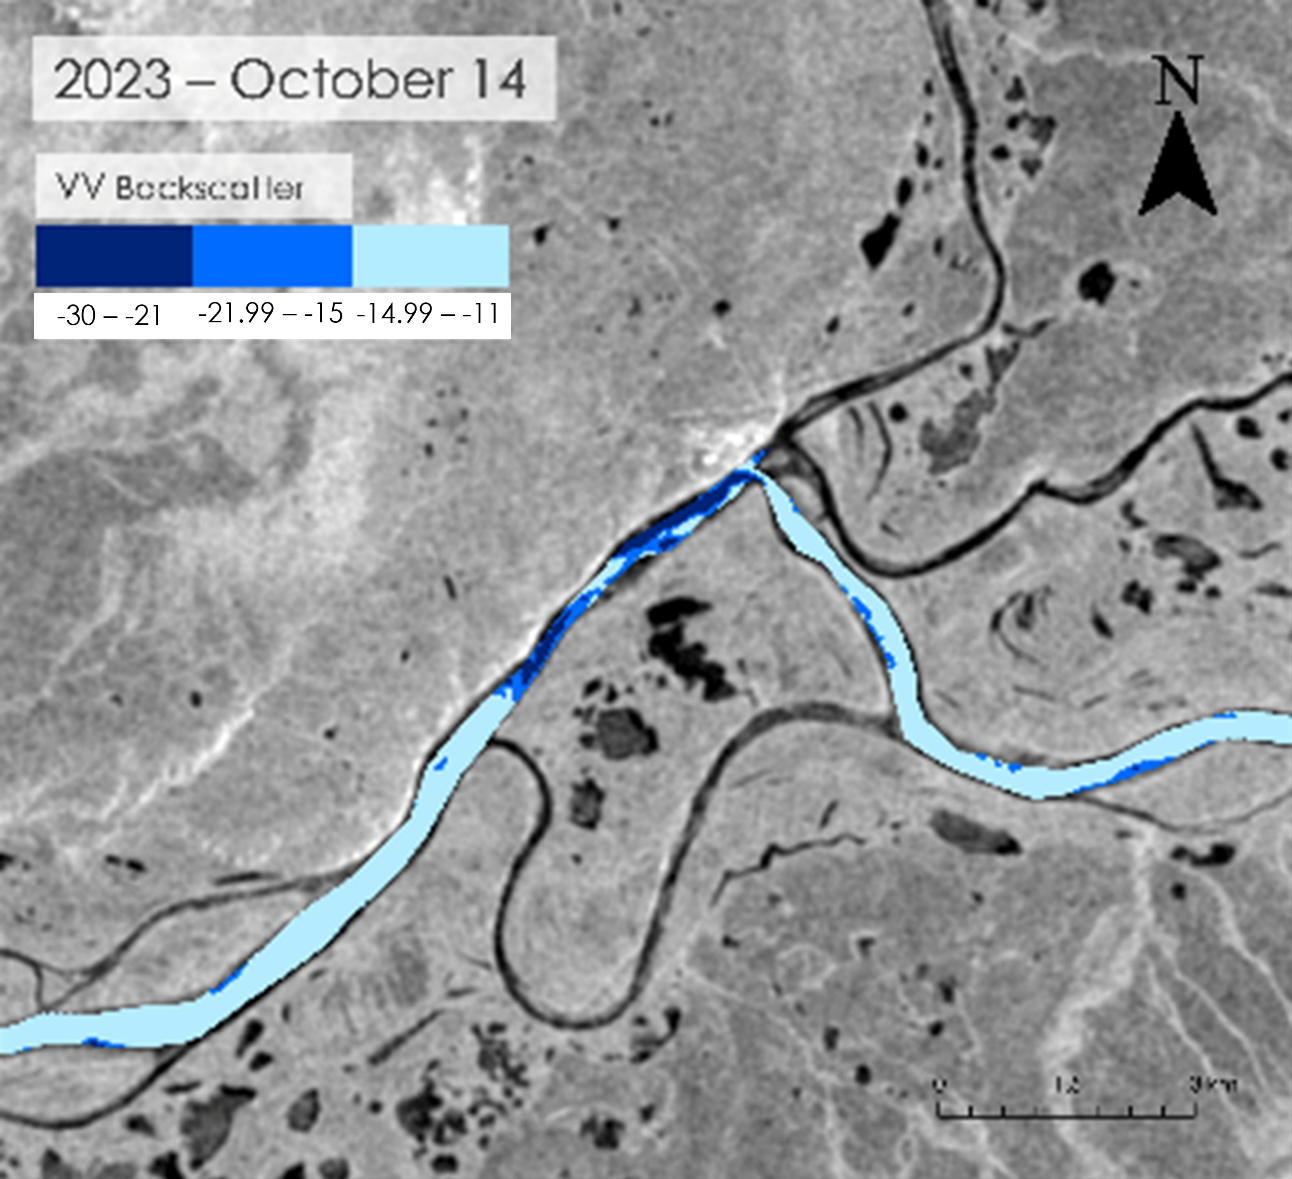 2023 – October 14
N
VV Backscatter
-30 – -21 -21.99 – -15 -14.99 – -11
0 1.5 3 km